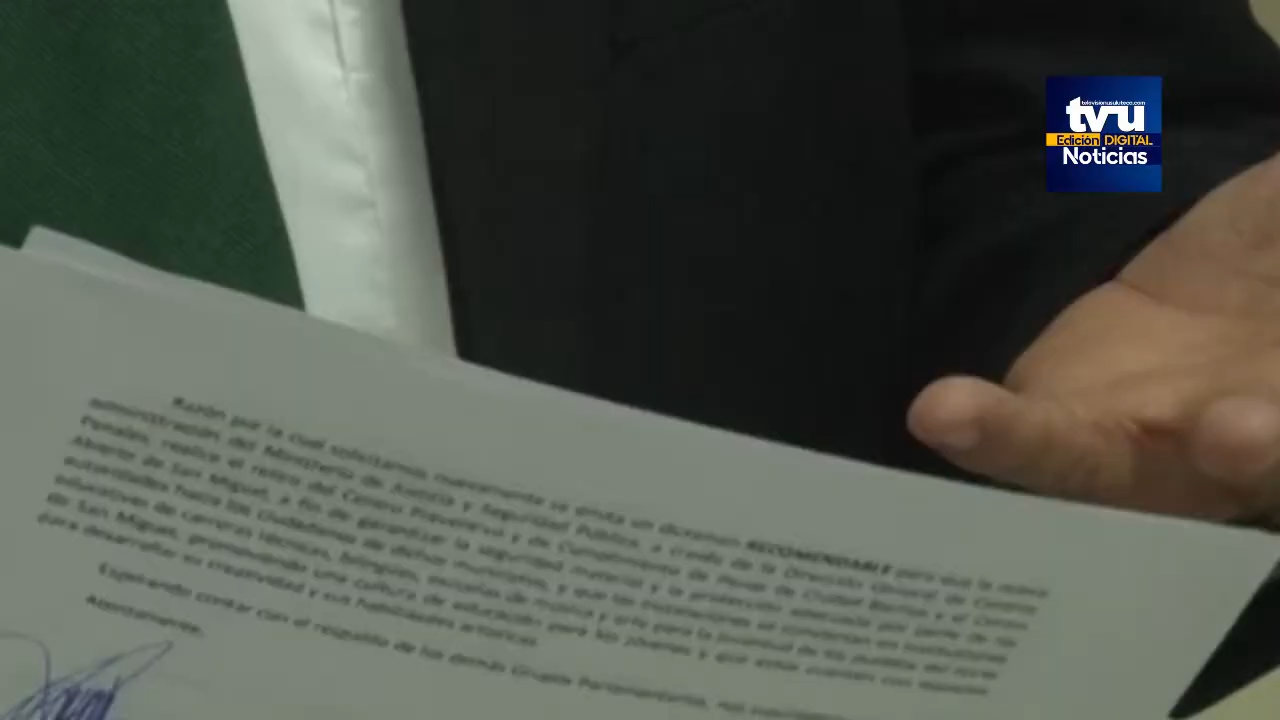 televisionusuluteca.com
tvu
Edición DIGITAL
Noticias
Razón por la cual solicitamos nuevamente se emita un dictamen RECOMENDABLE para que la nueva
administración del Ministerio de Justicia y Seguridad Pública, a través de la Dirección General de Centros
Penales, realice el retiro del Centro Preventivo y de Cumplimiento de Penas de Ciudad Barrios y el Centro
Abierto de San Miguel, a fin de garantizar la seguridad material y la protección adecuada por parte de las
autoridades hacia los Ciudadanos de dichos municipios, y que las instalaciones se conviertan en instituciones
educativas de carreras técnicas, bilingües, escuelas de música y arte para la juventud de los pueblos del norte
de San Miguel, promoviendo una cultura de educación para los jóvenes y que estos cuenten con espacios
para desarrollar su creatividad y sus habilidades artísticas.
Esperando contar con el respaldo de los demás Grupos Parlamentarios, nos
Atentamente.